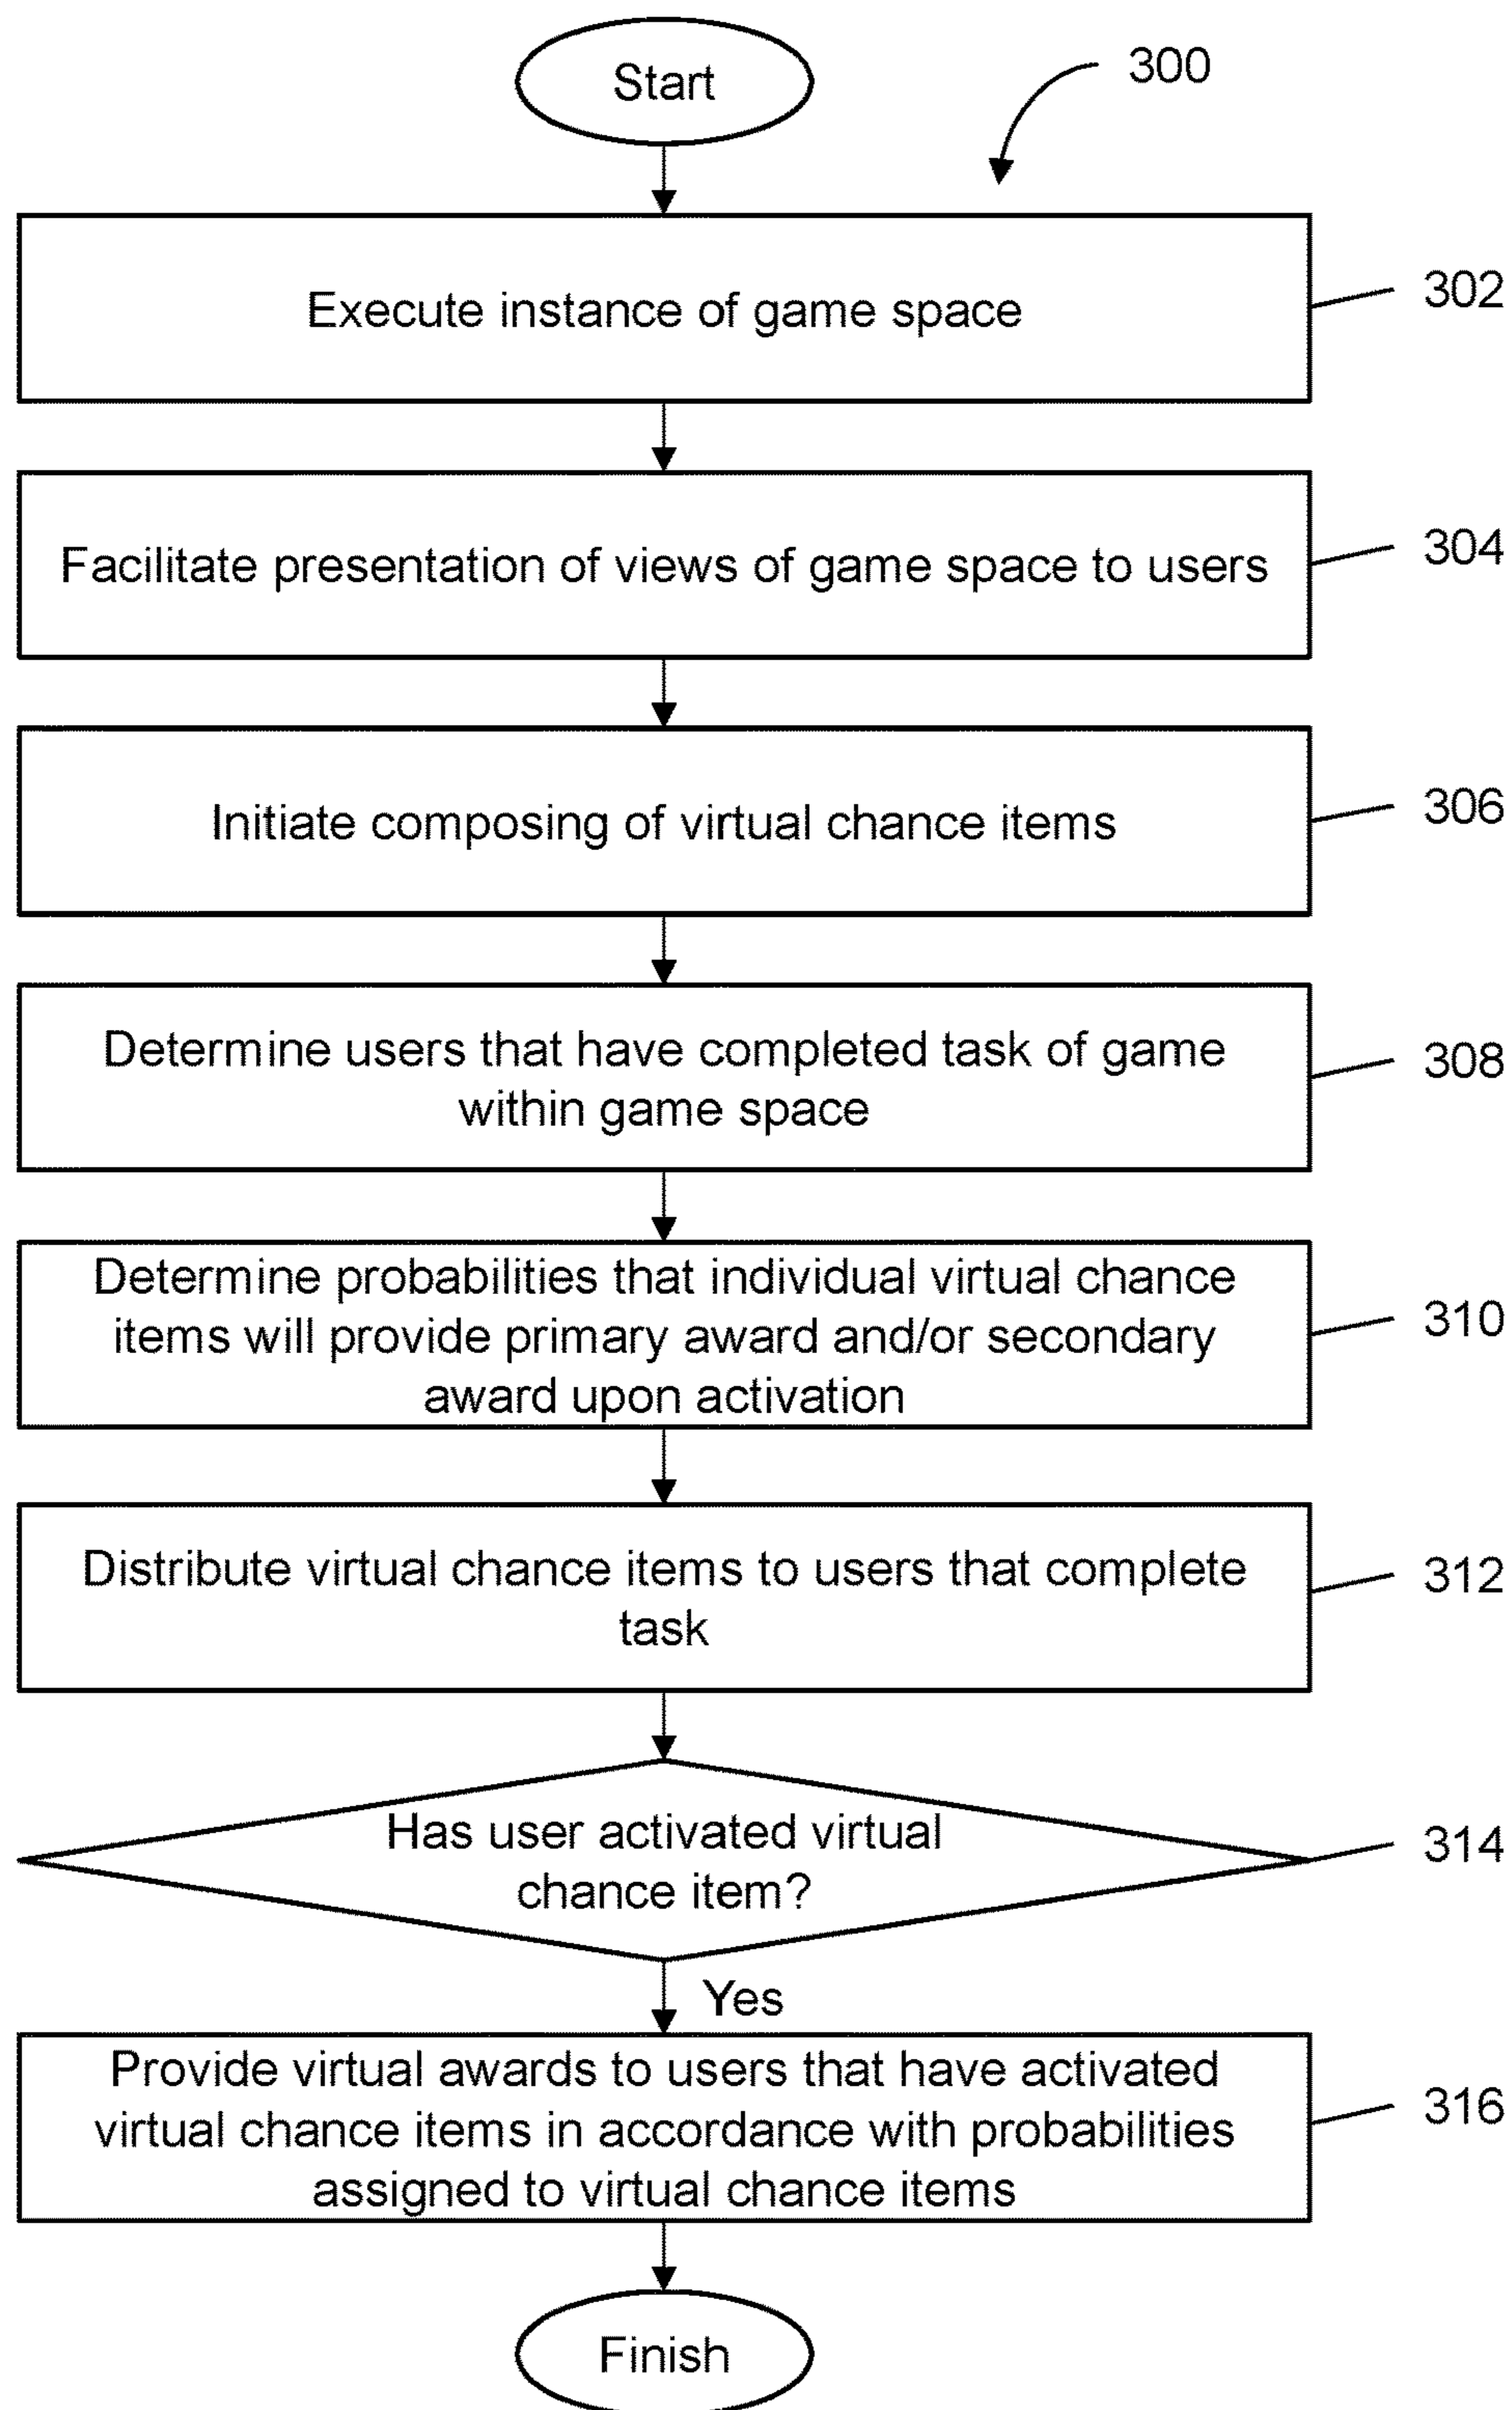 Start
300
Execute instance of game space
302
Facilitate presentation of views of game space to users
304
Initiate composing of virtual chance items
306
Determine users that have completed task of game
within game space
308
Determine probabilities that individual virtual chance
items will provide primary award and/or secondary
award upon activation
310
Distribute virtual chance items to users that complete
task
312
Has user activated virtual
chance item?
314
Yes
Provide virtual awards to users that have activated
virtual chance items in accordance with probabilities
assigned to virtual chance items
316
Finish